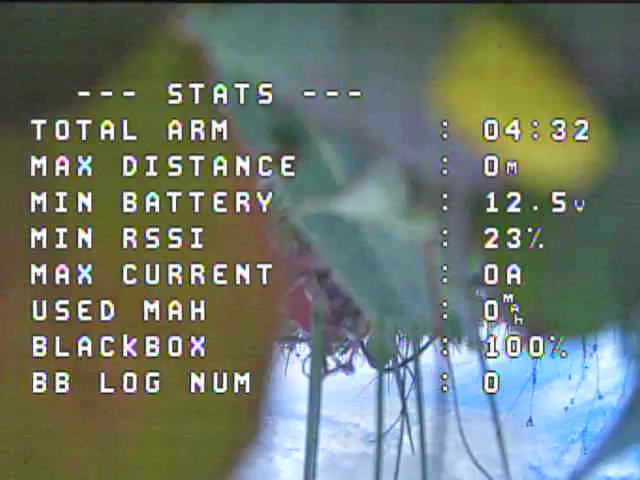 --- STATS ---
TOTAL ARM : 04:32
MAX DISTANCE : 0m
MIN BATTERY : 12.5V
MIN RSSI : 23%
MAX CURRENT : 0A
USED MAH : 0mAh
BLACKBOX : 100%
BB LOG NUM : 0